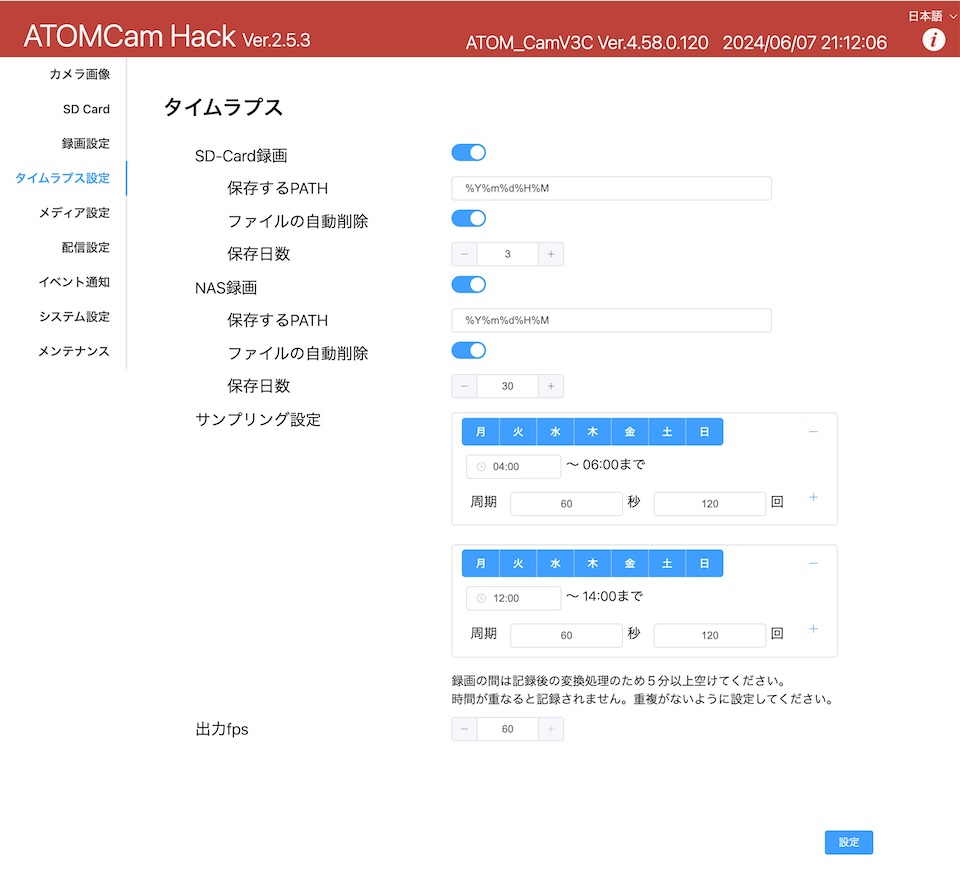 日本語
ATOMCam Hack Ver.2.5.3
ATOM_CamV3C Ver.4.58.0.120 2024/06/07 21:12:06
i
カメラ画像
SD Card
録画設定
タイムラプス設定
メディア設定
配信設定
イベント通知
システム設定
メンテナンス
タイムラプス
SD-Card録画
保存するPATH %Y%m%d%H%M
ファイルの自動削除
保存日数 − 3 +
NAS録画
保存するPATH %Y%m%d%H%M
ファイルの自動削除
保存日数 − 30 +
サンプリング設定
月 火 水 木 金 土 日 −
04:00 〜 06:00まで
周期 60 秒 120 回 +
月 火 水 木 金 土 日 −
12:00 〜 14:00まで
周期 60 秒 120 回 +
録画の間は記録後の変換処理のため５分以上空けてください。
時間が重なると記録されません。重複がないように設定してください。
出力fps − 60 +
設定